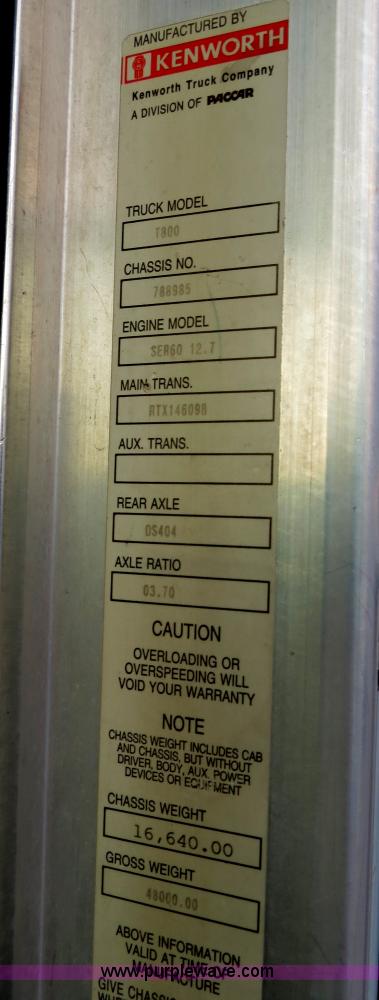 MANUFACTURED BY
KENWORTH
Kenworth Truck Company
A DIVISION OF PACCAR
TRUCK MODEL
T800
CHASSIS NO.
788985
ENGINE MODEL
SER60 12.7
MAIN TRANS.
RTX14609B
AUX. TRANS.
REAR AXLE
DS404
AXLE RATIO
03.70
CAUTION
OVERLOADING OR
OVERSPEEDING WILL
VOID YOUR WARRANTY
NOTE
CHASSIS WEIGHT INCLUDES CAB
AND CHASSIS, BUT WITHOUT
DRIVER, BODY, AUX. POWER
DEVICES OR EQUIPMENT
CHASSIS WEIGHT
16,640.00
GROSS WEIGHT
48000.00
ABOVE INFORMATION
VALID AT TIME OF
MANUFACTURE
www.purplewave.com
GIVE CHASSIS